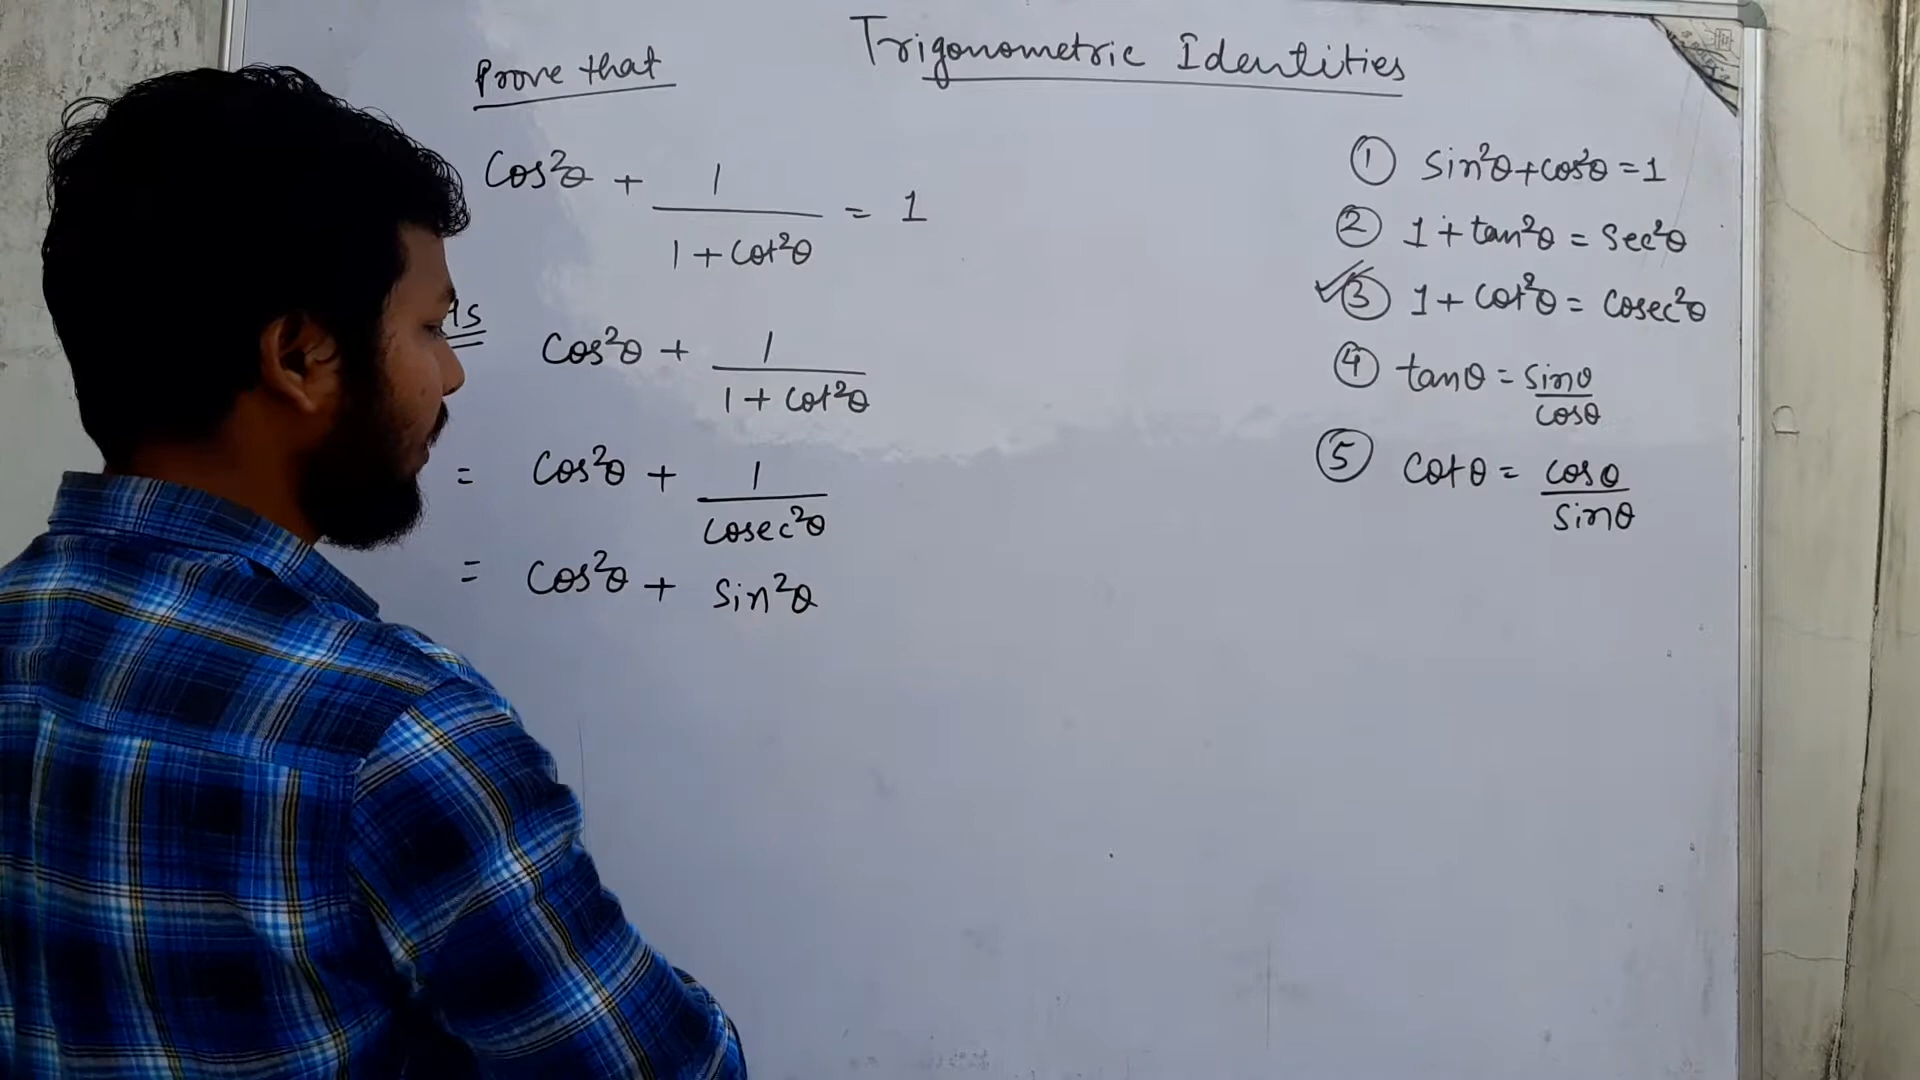 Trigonometric Identities
Prove that
Cos²θ + 1/(1 + Cot²θ) = 1
Cos²θ + 1/(1 + Cot²θ)
= Cos²θ + 1/Cosec²θ
= Cos²θ + Sin²θ
① Sin²θ + cos²θ = 1
② 1 + tan²θ = Sec²θ
✓③ 1 + Cot²θ = Cosec²θ
④ tanθ = Sinθ/Cosθ
⑤ Cotθ = Cosθ/Sinθ